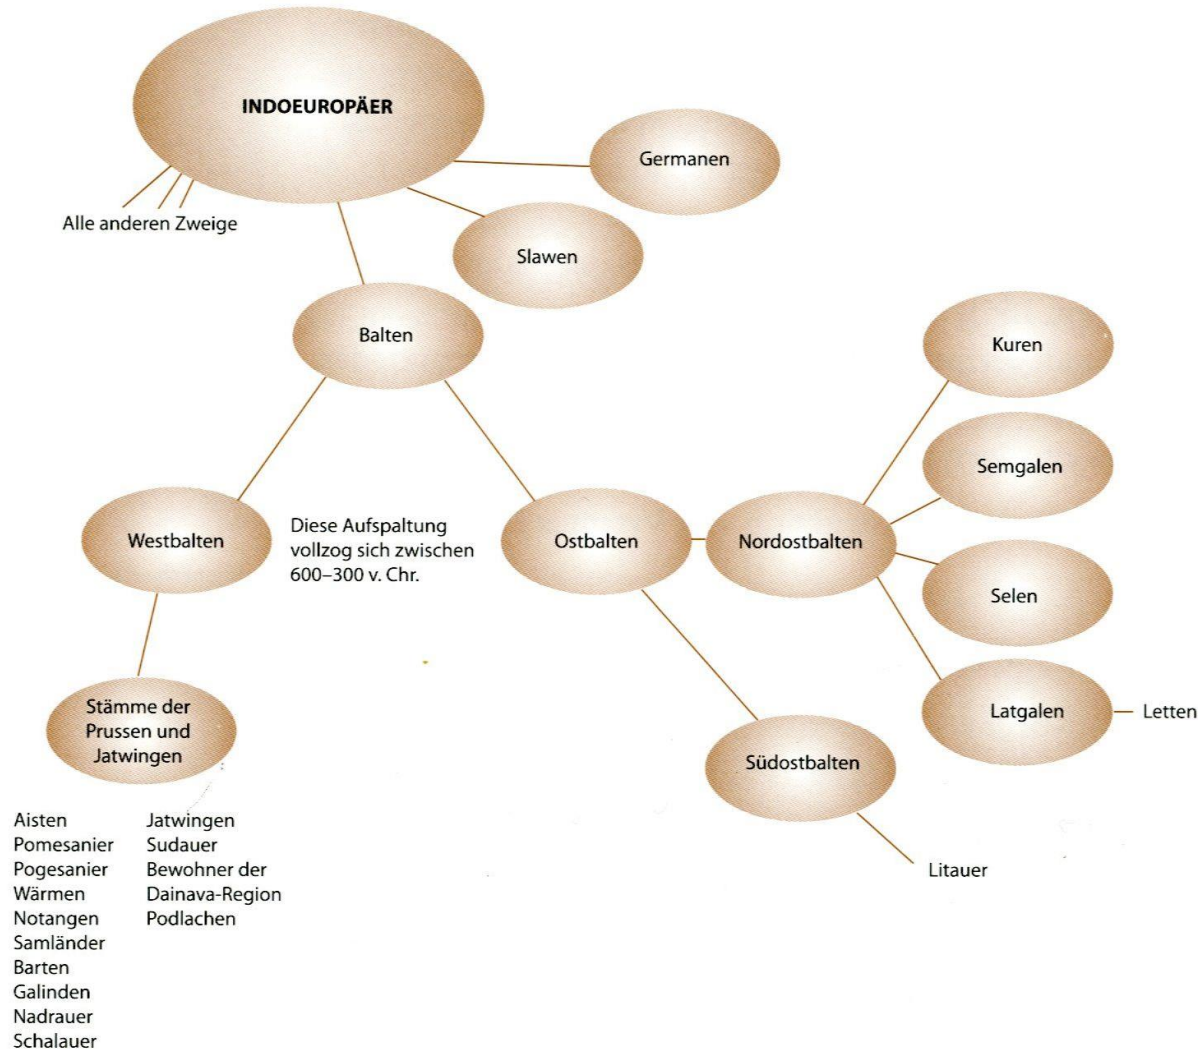 INDOEUROPÄER
Germanen
Alle anderen Zweige
Slawen
Balten
Kuren
Semgalen
Westbalten
Diese Aufspaltung
vollzog sich zwischen
600–300 v. Chr.
Ostbalten
Nordostbalten
Selen
Stämme der
Prussen und
Jatwingen
Latgalen
Letten
Südostbalten
Litauer
Aisten
Pomesanier
Pogesanier
Wärmen
Notangen
Samländer
Barten
Galinden
Nadrauer
Schalauer
Jatwingen
Sudauer
Bewohner der
Dainava-Region
Podlachen